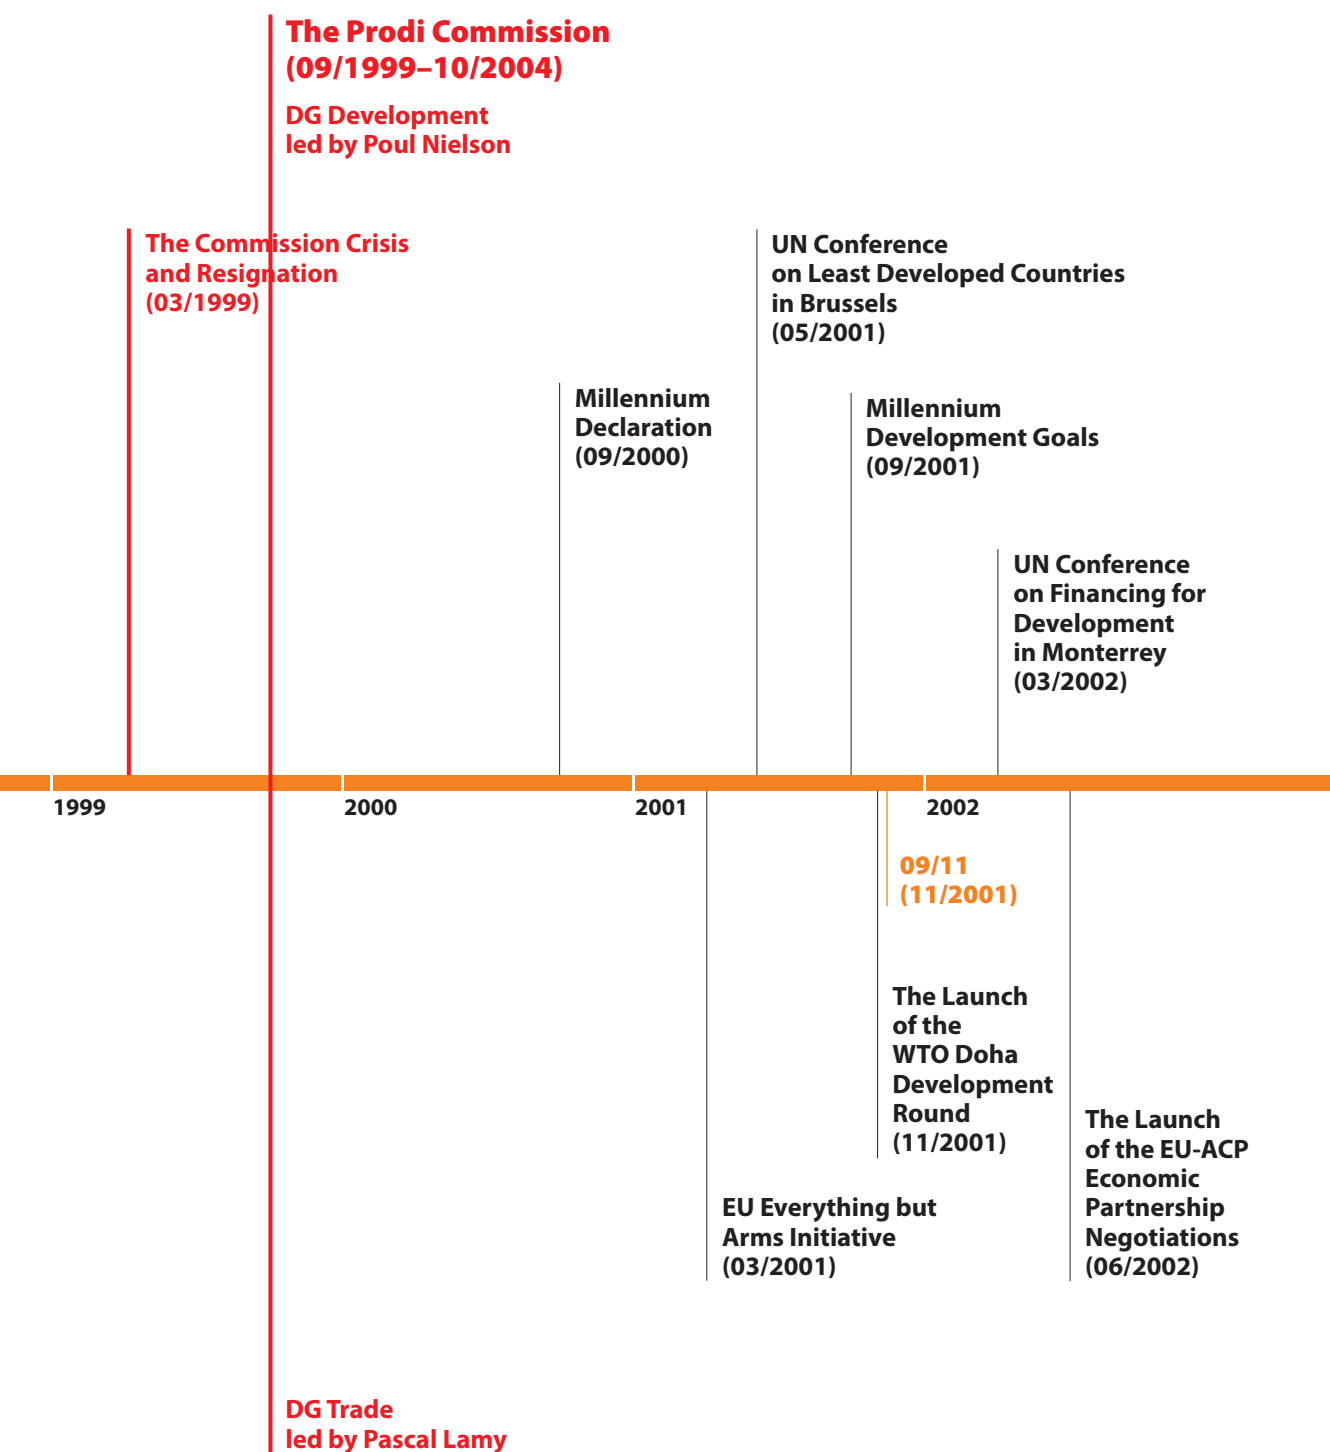 The Prodi Commission
(09/1999–10/2004)
DG Development
led by Poul Nielson
The Commission Crisis
and Resignation
(03/1999)
UN Conference
on Least Developed Countries
in Brussels
(05/2001)
Millennium
Declaration
(09/2000)
Millennium
Development Goals
(09/2001)
UN Conference
on Financing for
Development
in Monterrey
(03/2002)
1999
2000
2001
2002
09/11
(11/2001)
The Launch
of the
WTO Doha
Development
Round
(11/2001)
The Launch
of the EU-ACP
Economic
Partnership
Negotiations
(06/2002)
EU Everything but
Arms Initiative
(03/2001)
DG Trade
led by Pascal Lamy